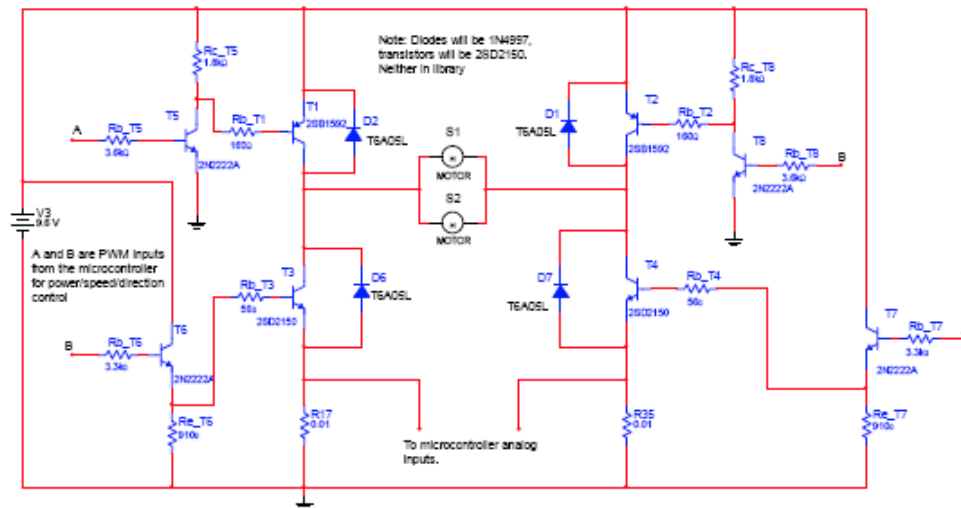 Note: Diodes will be 1N4997,
transistors will be 2SD2150.
Neither in library
Rc_T5
1.8kΩ
Rc_T8
1.8kΩ
T1
2SB1592
D2
T6A05L
D1
T6A05L
T2
2SB1592
T5
2N2222A
Rb_T1
160Ω
Rb_T2
160Ω
T8
2N2222A
A
Rb_T5
3.6kΩ
Rb_T8
3.6kΩ
B
S1
MOTOR
S2
MOTOR
V3
9.6 V
A and B are PWM inputs
from the microcontroller
for power/speed/direction
control
T3
2SD2150
Rb_T3
56Ω
D6
T6A05L
D7
T6A05L
T4
2SD2150
Rb_T4
56Ω
B
Rb_T6
3.3kΩ
T6
2N2222A
T7
2N2222A
Rb_T7
3.3kΩ
Re_T6
910Ω
R17
0.01
R35
0.01
Re_T7
910Ω
To microcontroller analog
inputs.